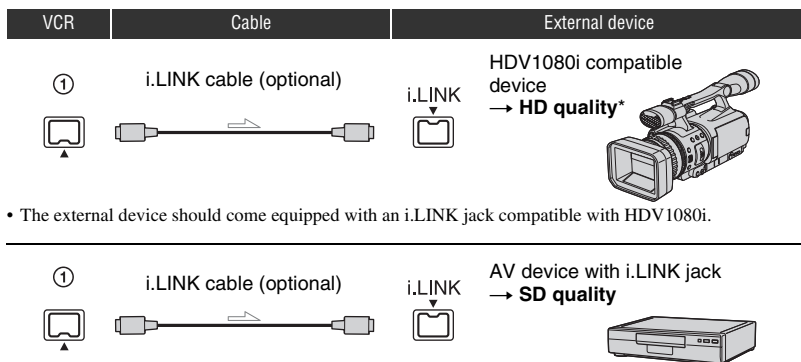 VCR Cable External device
① i.LINK cable (optional) i.LINK HDV1080i compatible
device
→ HD quality*
• The external device should come equipped with an i.LINK jack compatible with HDV1080i.
① i.LINK cable (optional) i.LINK AV device with i.LINK jack
→ SD quality